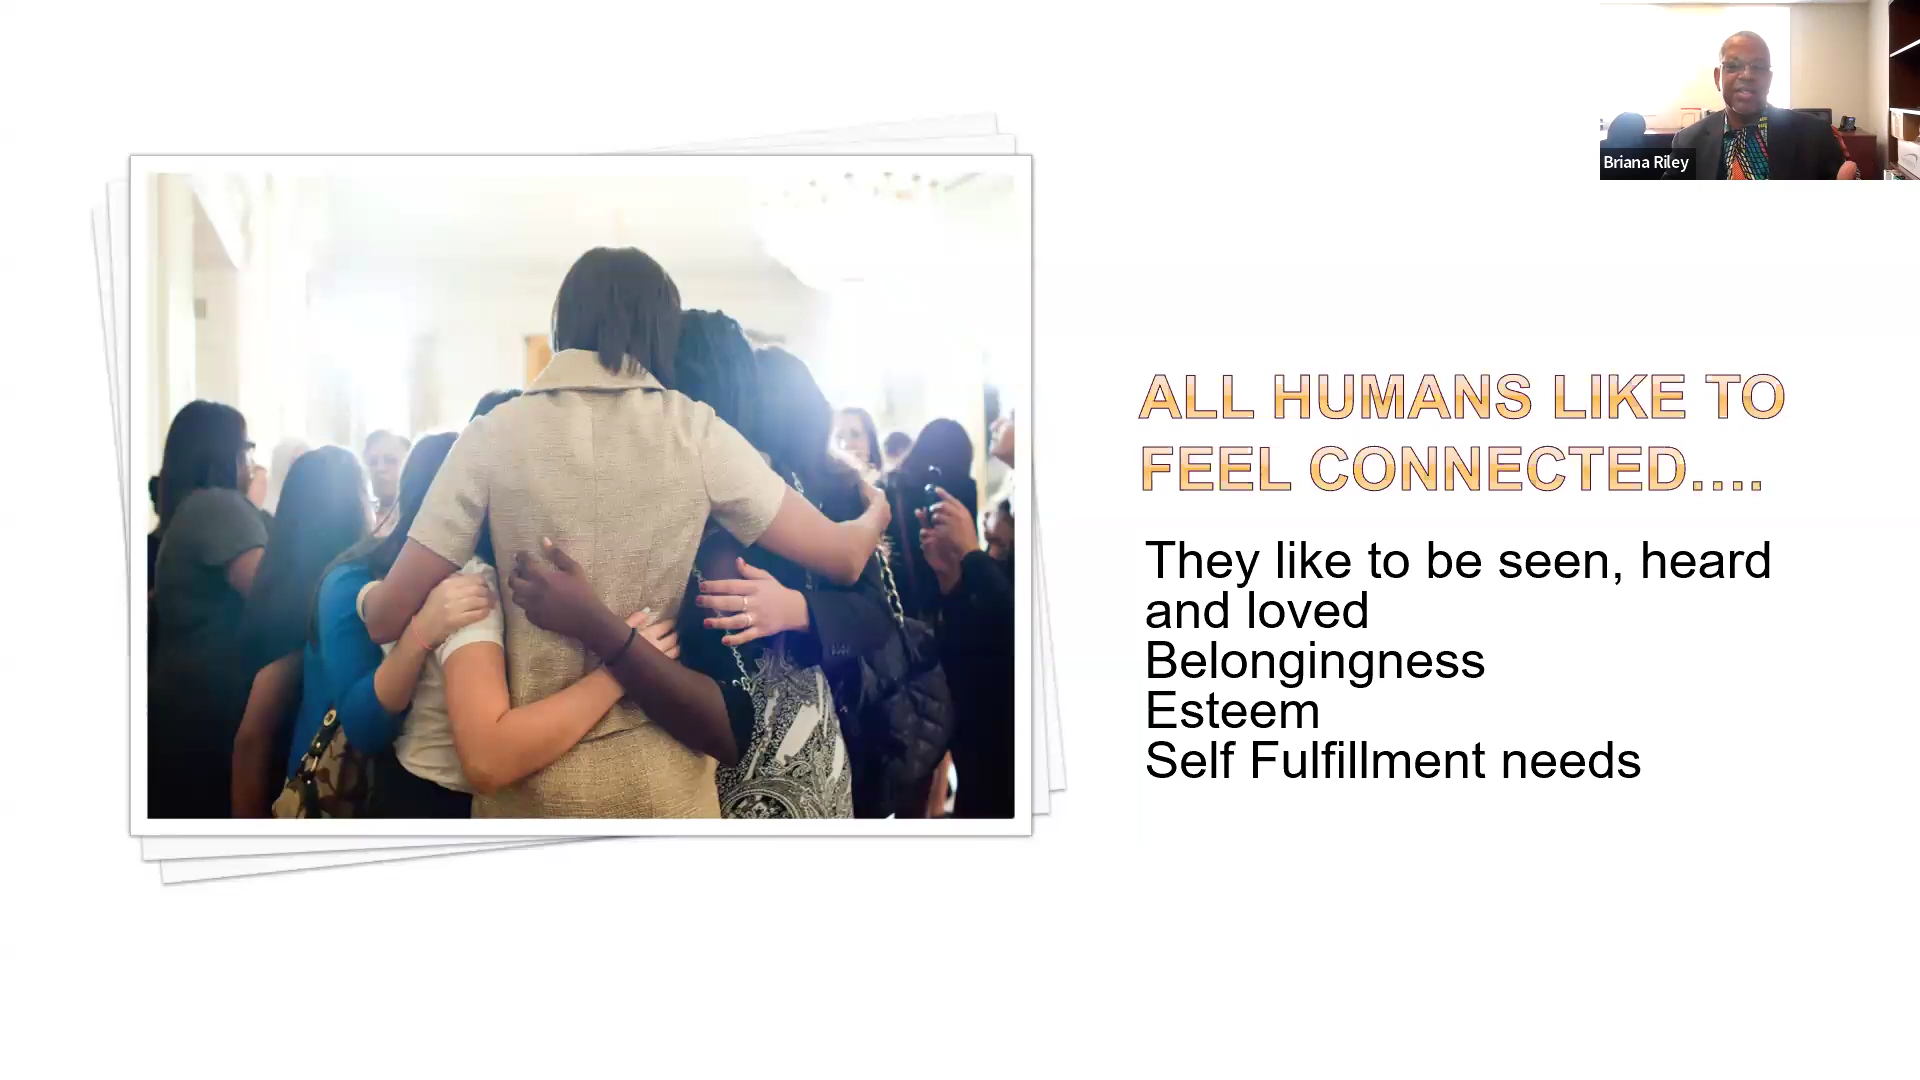 Briana Riley
ALL HUMANS LIKE TO
FEEL CONNECTED....
They like to be seen, heard
and loved
Belongingness
Esteem
Self Fulfillment needs